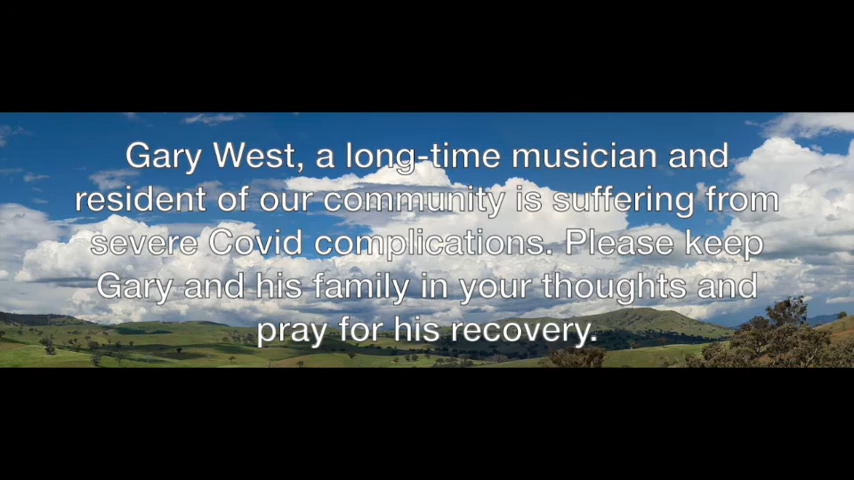 Gary West, a long-time musician and
resident of our community is suffering from
severe Covid complications. Please keep
Gary and his family in your thoughts and
pray for his recovery.